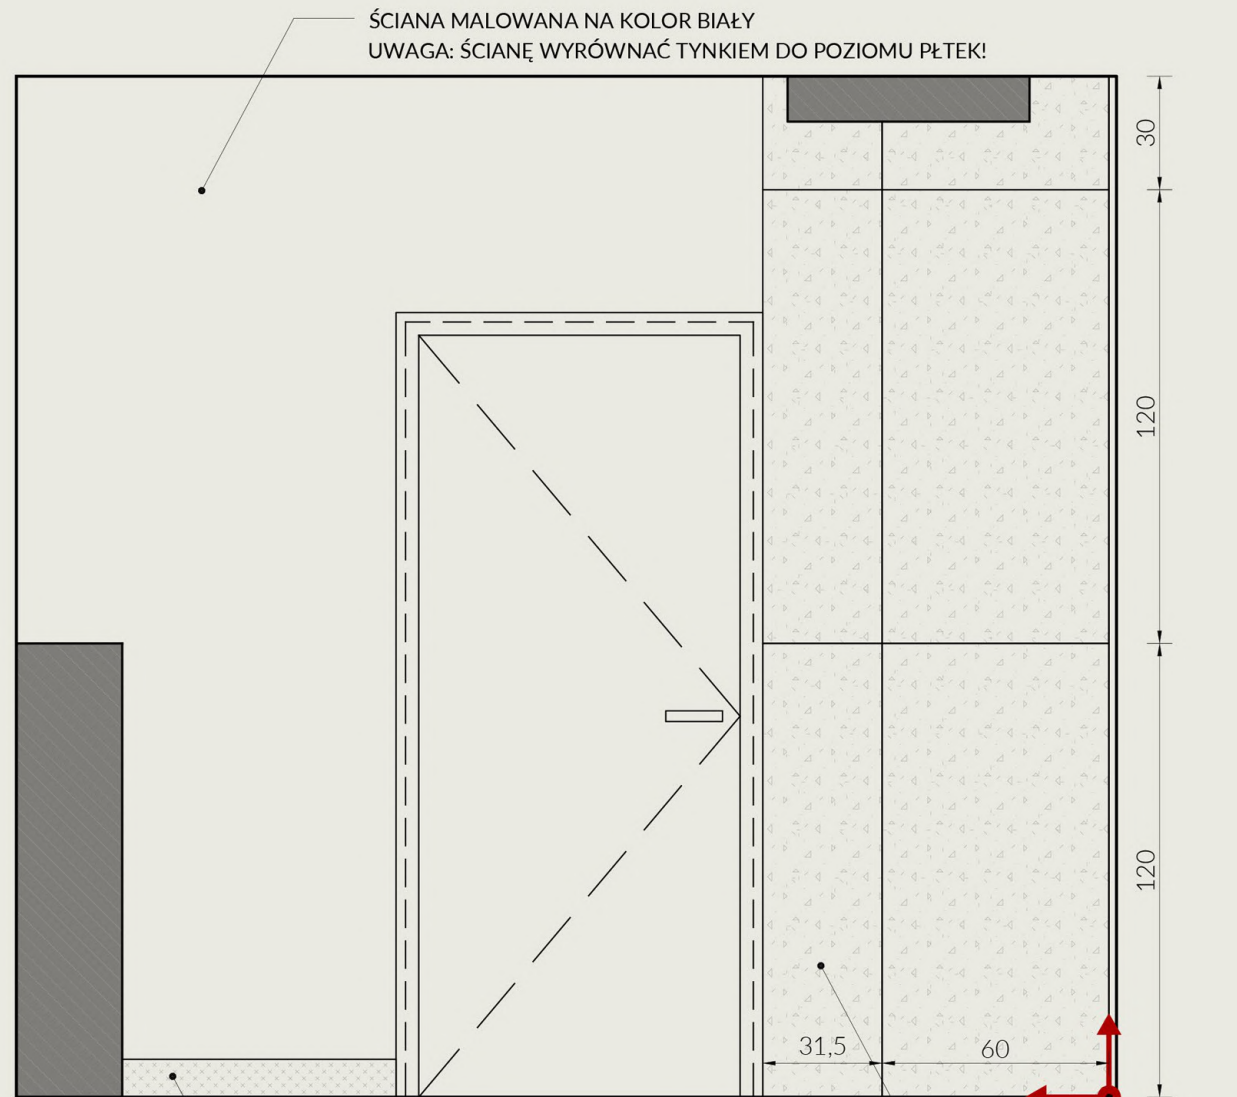 ŚCIANA MALOWANA NA KOLOR BIAŁY
UWAGA: ŚCIANĘ WYRÓWNAĆ TYNKIEM DO POZIOMU PŁTEK!
30
120
120
31,5
60